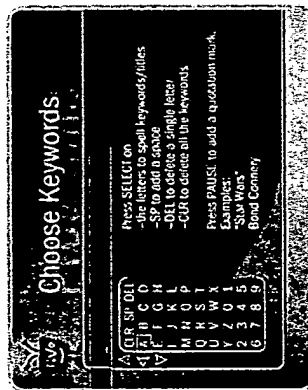 Choose Keywords:
CLR SP DEL
A B C D
E F G H
I J K L
M N O P
Q R S T
U V W X
Y Z 0 1
2 3 4 5
6 7 8 9
Press SELECT on
-the letters to spell keywords/titles
-SP to add a space
-DEL to delete a single letter
-CLR to delete all the keywords
Press PAUSE to add a quotation mark.
Examples:
"Star Wars"
Bond Connery